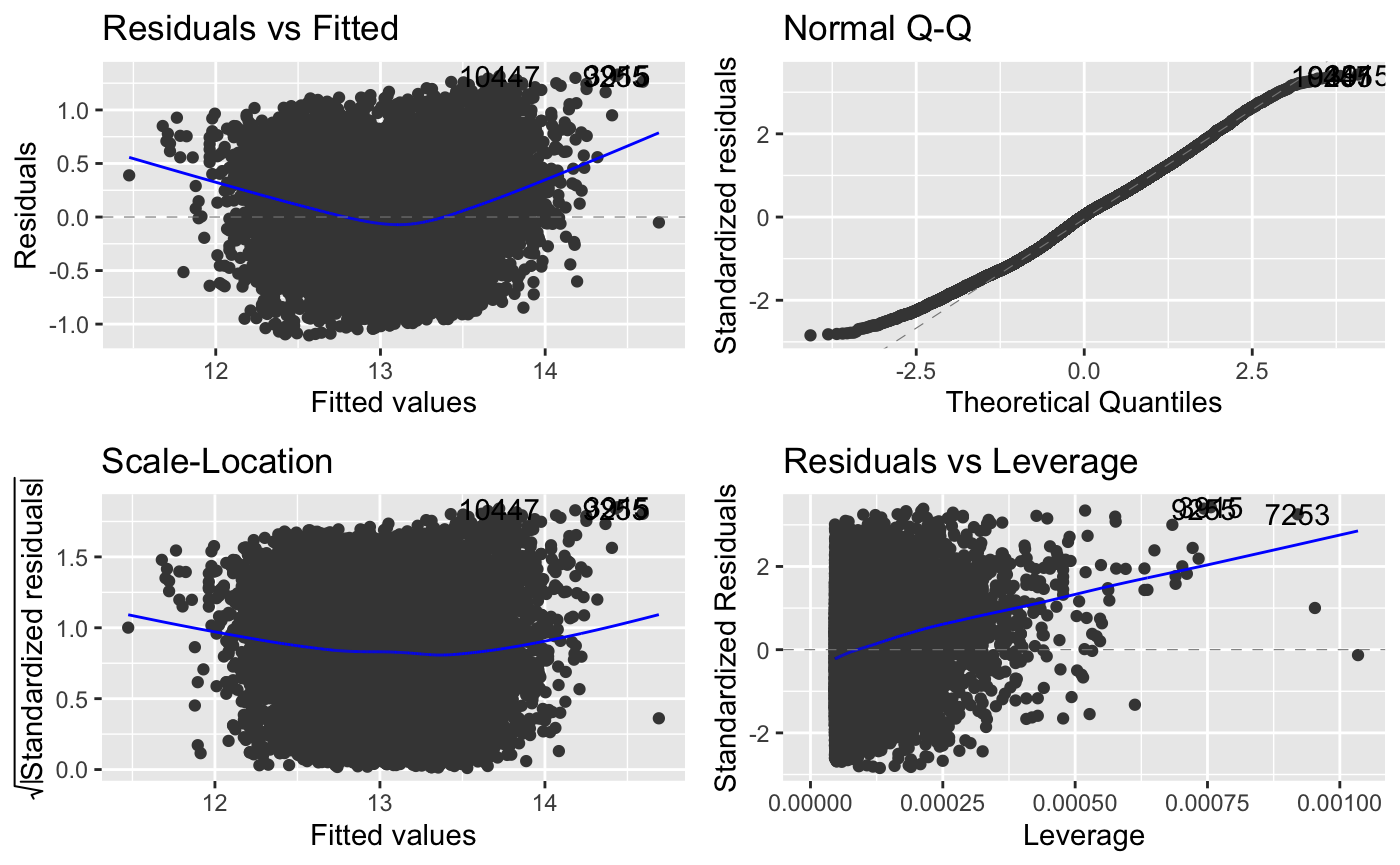 Residuals vs Fitted
10447
1.0
0.5
0.0
-0.5
-1.0
Residuals
12 13 14
Fitted values
Normal Q-Q
2
0
-2
Standardized residuals
-2.5 0.0 2.5
Theoretical Quantiles
Scale-Location
10447
1.5
1.0
0.5
0.0
√|Standardized residuals|
12 13 14
Fitted values
Residuals vs Leverage
7253
2
0
-2
Standardized Residuals
0.00000 0.00025 0.00050 0.00075 0.00100
Leverage